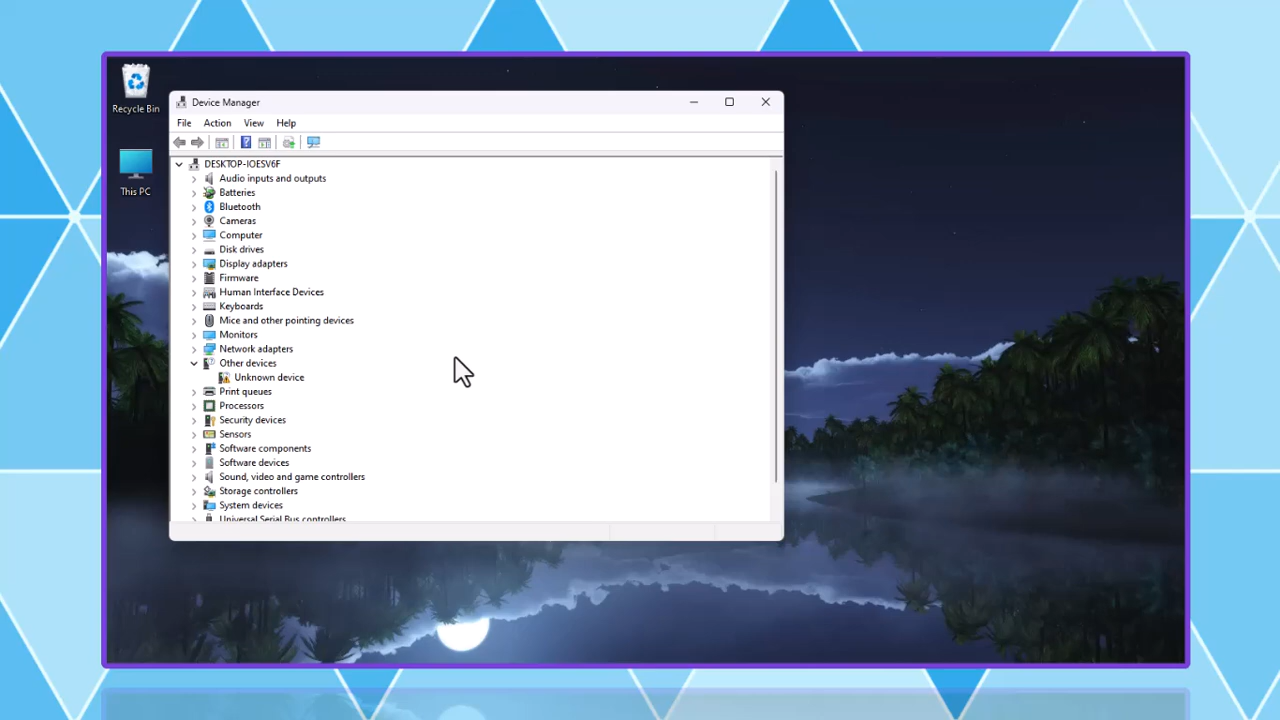 Recycle Bin
This PC
Device Manager
File Action View Help
DESKTOP-IOESV6F
Audio inputs and outputs
Batteries
Bluetooth
Cameras
Computer
Disk drives
Display adapters
Firmware
Human Interface Devices
Keyboards
Mice and other pointing devices
Monitors
Network adapters
Other devices
Unknown device
Print queues
Processors
Security devices
Sensors
Software components
Software devices
Sound, video and game controllers
Storage controllers
System devices
Universal Serial Bus controllers